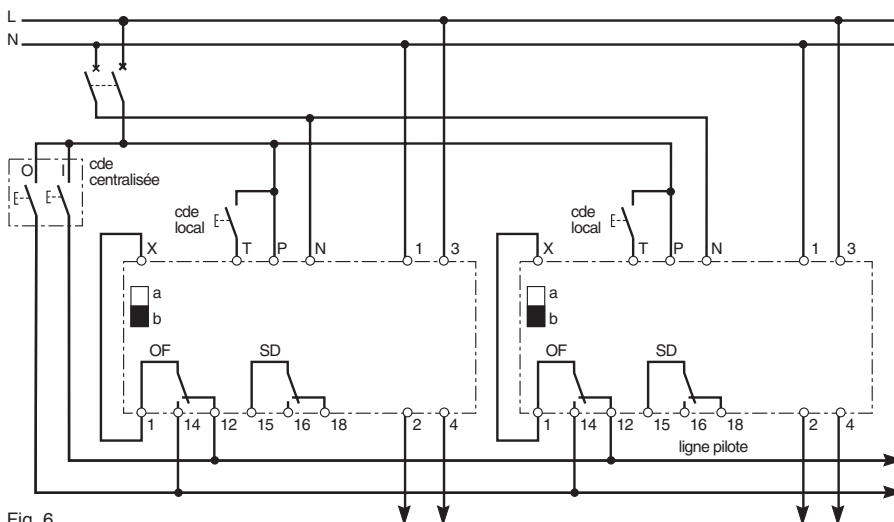 L
N
O I
cde
centralisée
cde
local
X T P N 1 3
a
b
OF SD
1 14 12 15 16 18 2 4
cde
local
X T P N 1 3
a
b
OF SD
1 14 12 15 16 18 2 4
ligne pilote
Fig. 6